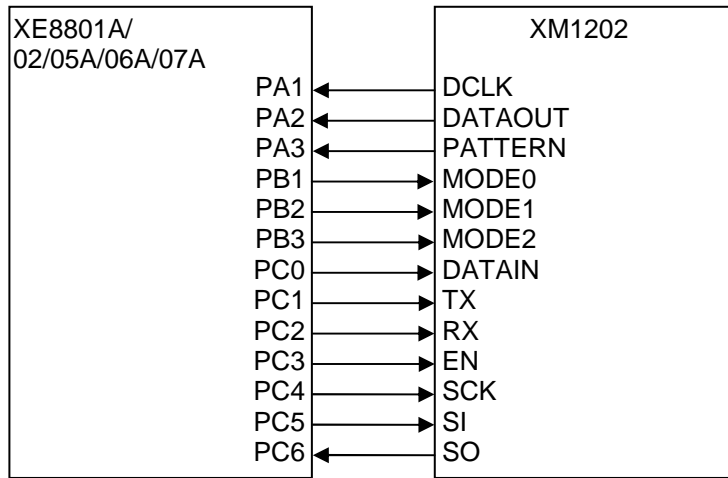 XE8801A/ XM1202
02/05A/06A/07A
PA1 DCLK
PA2 DATAOUT
PA3 PATTERN
PB1 MODE0
PB2 MODE1
PB3 MODE2
PC0 DATAIN
PC1 TX
PC2 RX
PC3 EN
PC4 SCK
PC5 SI
PC6 SO